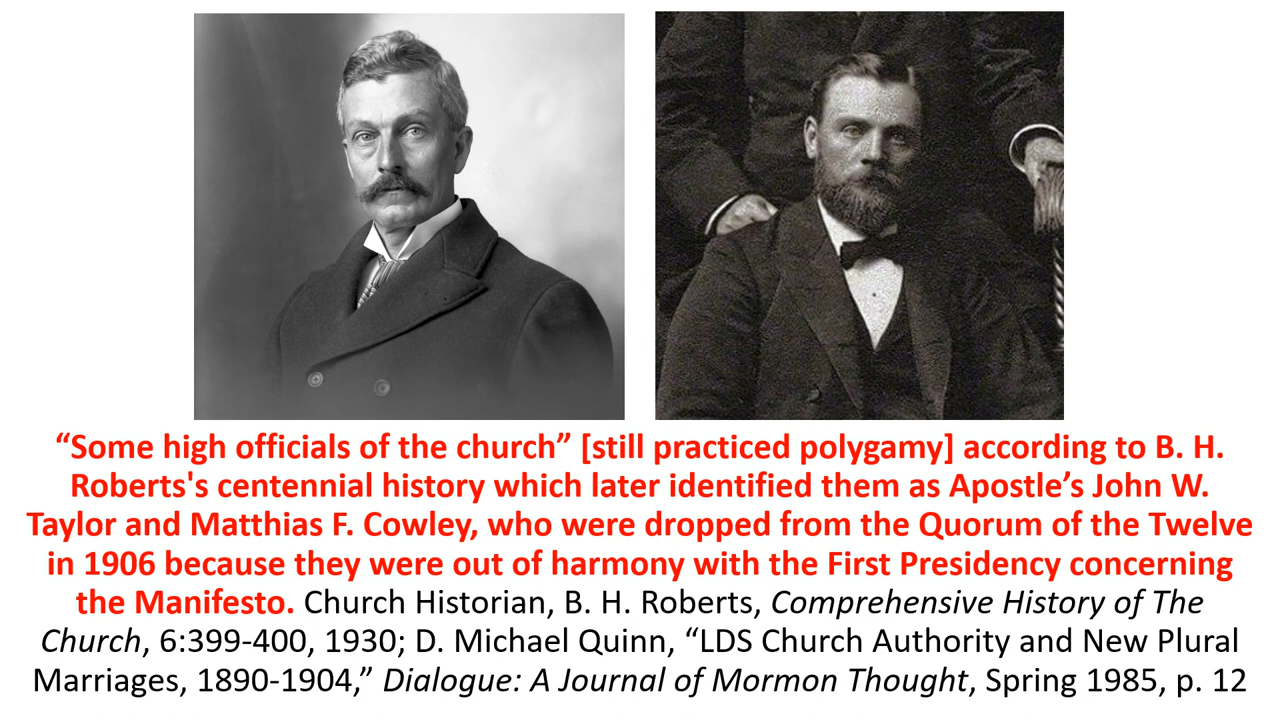 “Some high officials of the church” [still practiced polygamy] according to B. H.
Roberts's centennial history which later identified them as Apostle’s John W.
Taylor and Matthias F. Cowley, who were dropped from the Quorum of the Twelve
in 1906 because they were out of harmony with the First Presidency concerning
the Manifesto. Church Historian, B. H. Roberts, Comprehensive History of The
Church, 6:399-400, 1930; D. Michael Quinn, “LDS Church Authority and New Plural
Marriages, 1890-1904,” Dialogue: A Journal of Mormon Thought, Spring 1985, p. 12